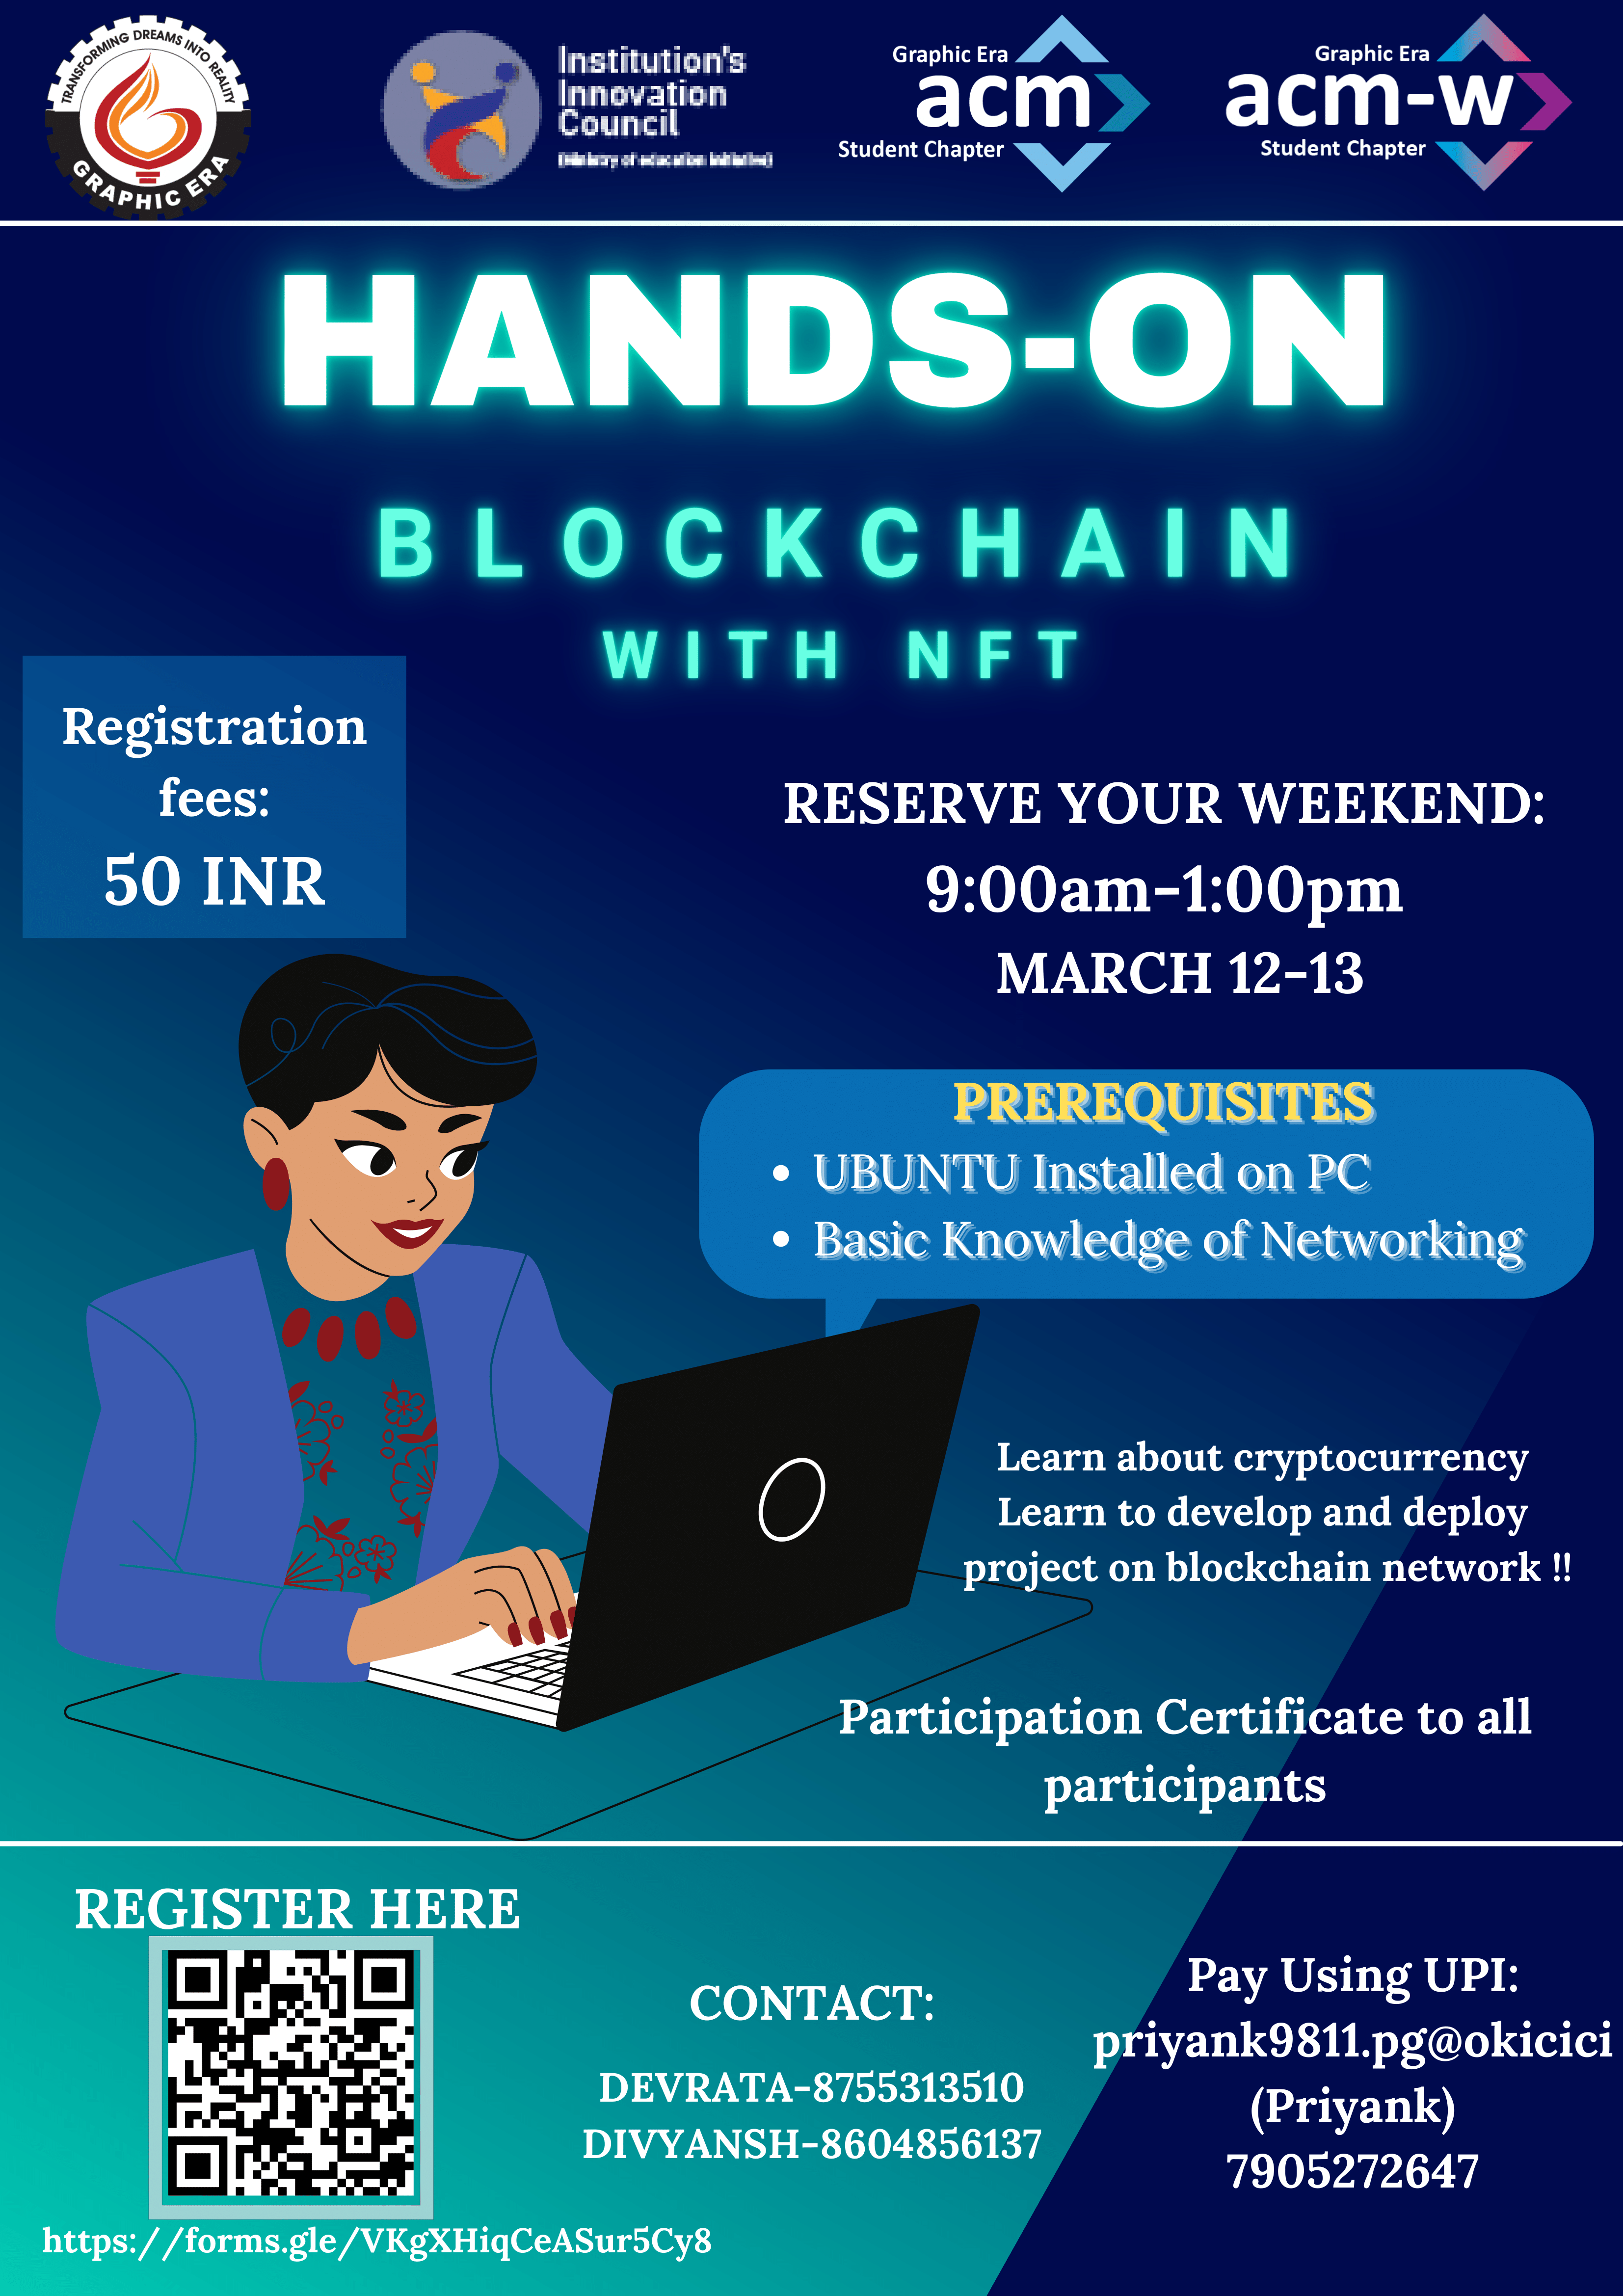 TRANSFORMING DREAMS INTO REALITY
GRAPHIC ERA
Institution's
Innovation
Council
(Ministry of education initiative)
Graphic Era
acm
Student Chapter
Graphic Era
acm-w
Student Chapter
HANDS-ON
BLOCKCHAIN
WITH NFT
Registration
fees:
50 INR
RESERVE YOUR WEEKEND:
9:00am-1:00pm
MARCH 12-13
PREREQUISITES
• UBUNTU Installed on PC
• Basic Knowledge of Networking
Learn about cryptocurrency
Learn to develop and deploy
project on blockchain network !!
Participation Certificate to all
participants
REGISTER HERE
https://forms.gle/VKgXHiqCeASur5Cy8
CONTACT:
DEVRATA-8755313510
DIVYANSH-8604856137
Pay Using UPI:
priyank9811.pg@okicici
(Priyank)
7905272647